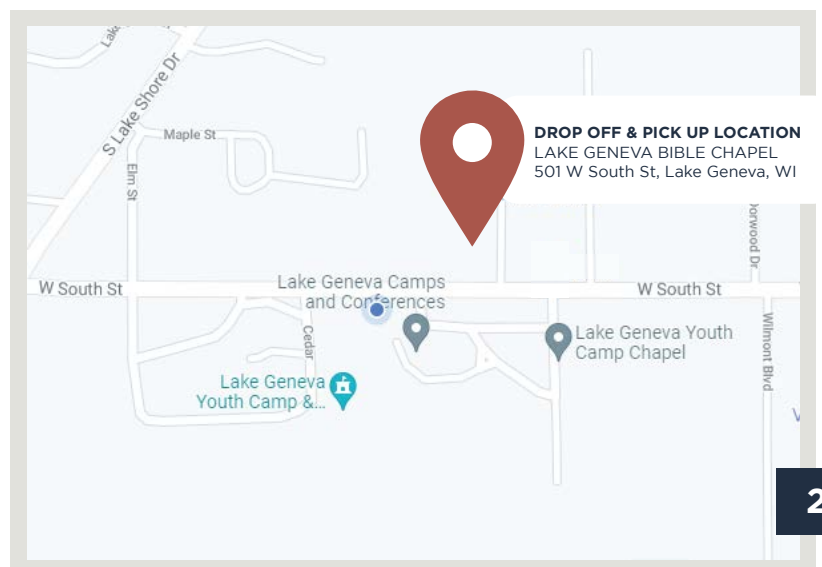 S Lake Shore Dr
Maple St
Elm St
DROP OFF & PICK UP LOCATION
LAKE GENEVA BIBLE CHAPEL
501 W South St, Lake Geneva, WI
W South St
Lake Geneva Camps
and Conferences
W South St
Cedar
Lake Geneva Youth
Camp Chapel
Wilmont Blvd
Lake Geneva
Youth Camp &...
2